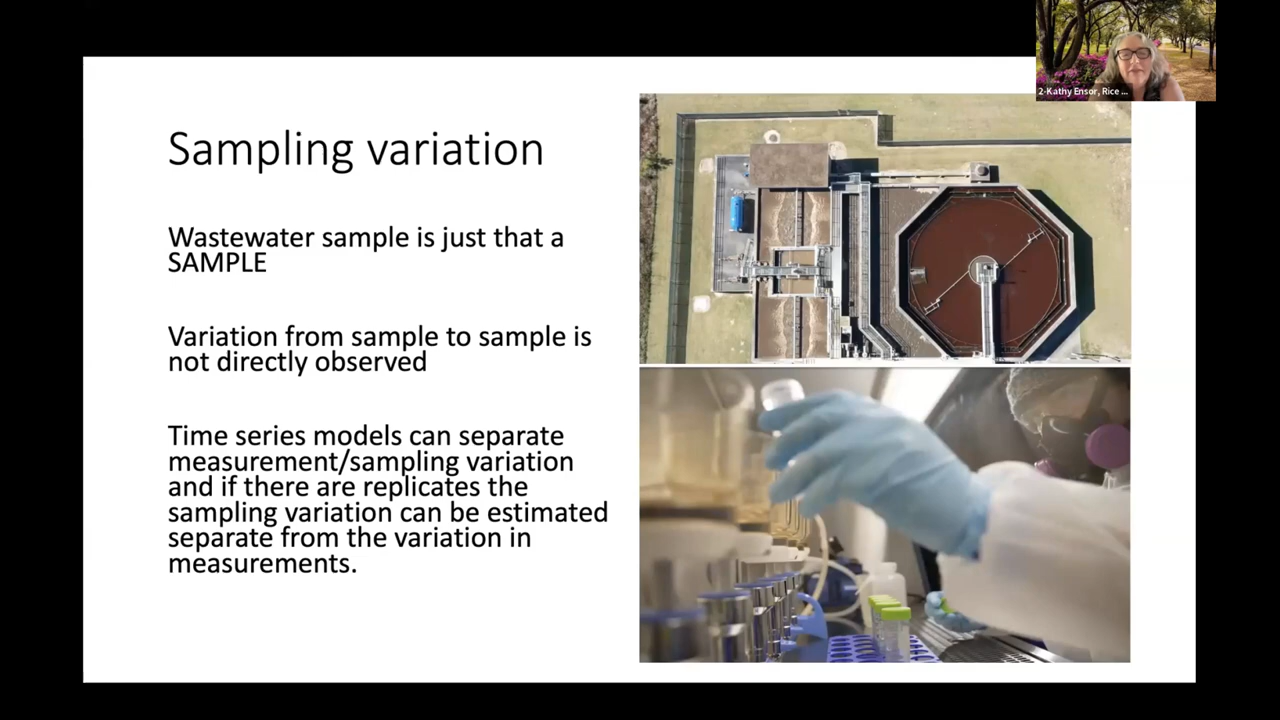 2-Kathy Ensor, Rice ...
Sampling variation
Wastewater sample is just that a
SAMPLE
Variation from sample to sample is
not directly observed
Time series models can separate
measurement/sampling variation
and if there are replicates the
sampling variation can be estimated
separate from the variation in
measurements.